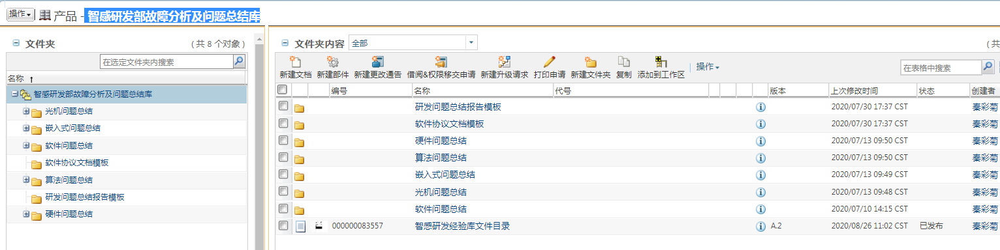 操作 产品 - 智感研发部故障分析及问题总结库
文件夹 ( 共 8 个对象 )
在选定文件夹内搜索
名称 ↑
智感研发部故障分析及问题总结库
光机问题总结
嵌入式问题总结
软件问题总结
软件协议文档模板
算法问题总结
研发问题总结报告模板
硬件问题总结
文件夹内容 全部 ( 共
新建文档 新建部件 新建更改通告 借阅&权限移交申请 新建升级请求 打印申请 新建文件夹 复制 添加到工作区 操作 在表格中搜索
编号 名称 代号 版本 上次修改时间 状态 创建者
研发问题总结报告模板 2020/07/30 17:37 CST 秦彩菊
软件协议文档模板 2020/07/30 17:37 CST 秦彩菊
硬件问题总结 2020/07/13 09:50 CST 秦彩菊
算法问题总结 2020/07/13 09:50 CST 秦彩菊
嵌入式问题总结 2020/07/13 09:49 CST 秦彩菊
光机问题总结 2020/07/13 09:48 CST 秦彩菊
软件问题总结 2020/07/10 14:15 CST 秦彩菊
000000083557 智感研发经验库文件目录 A.2 2020/08/26 11:02 CST 已发布 秦彩菊